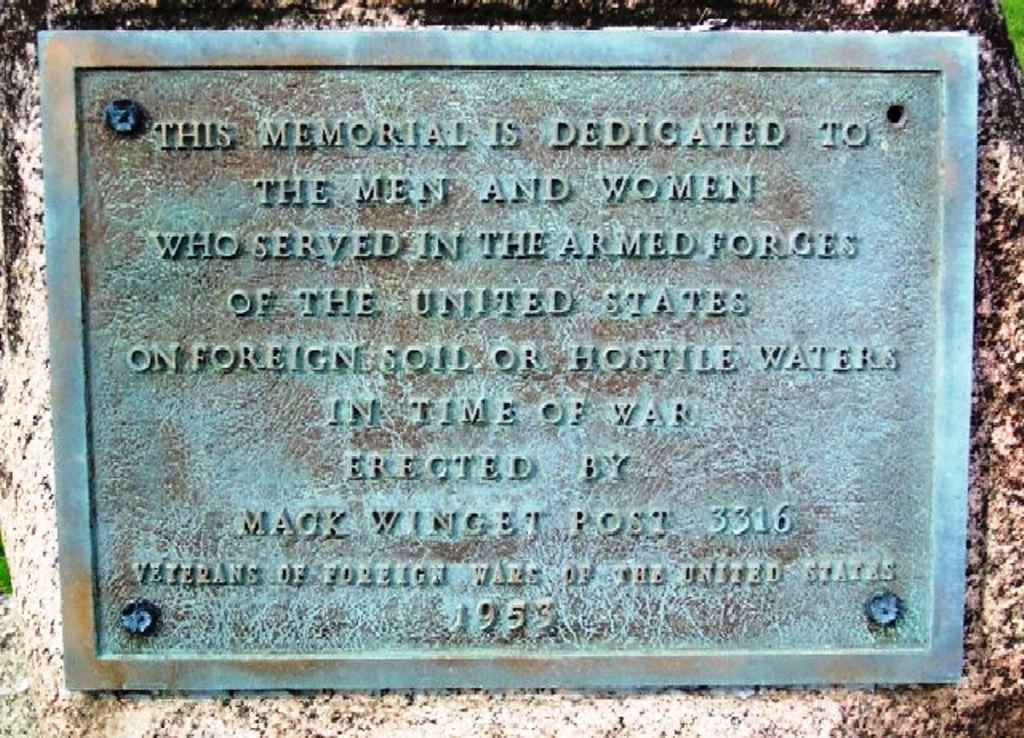 THIS MEMORIAL IS DEDICATED TO
THE MEN AND WOMEN
WHO SERVED IN THE ARMED FORCES
OF THE UNITED STATES
ON FOREIGN SOIL OR HOSTILE WATERS
IN TIME OF WAR
ERECTED BY
MACK WINGET POST 3316
VETERANS OF FOREIGN WARS OF THE UNITED STATES
1953